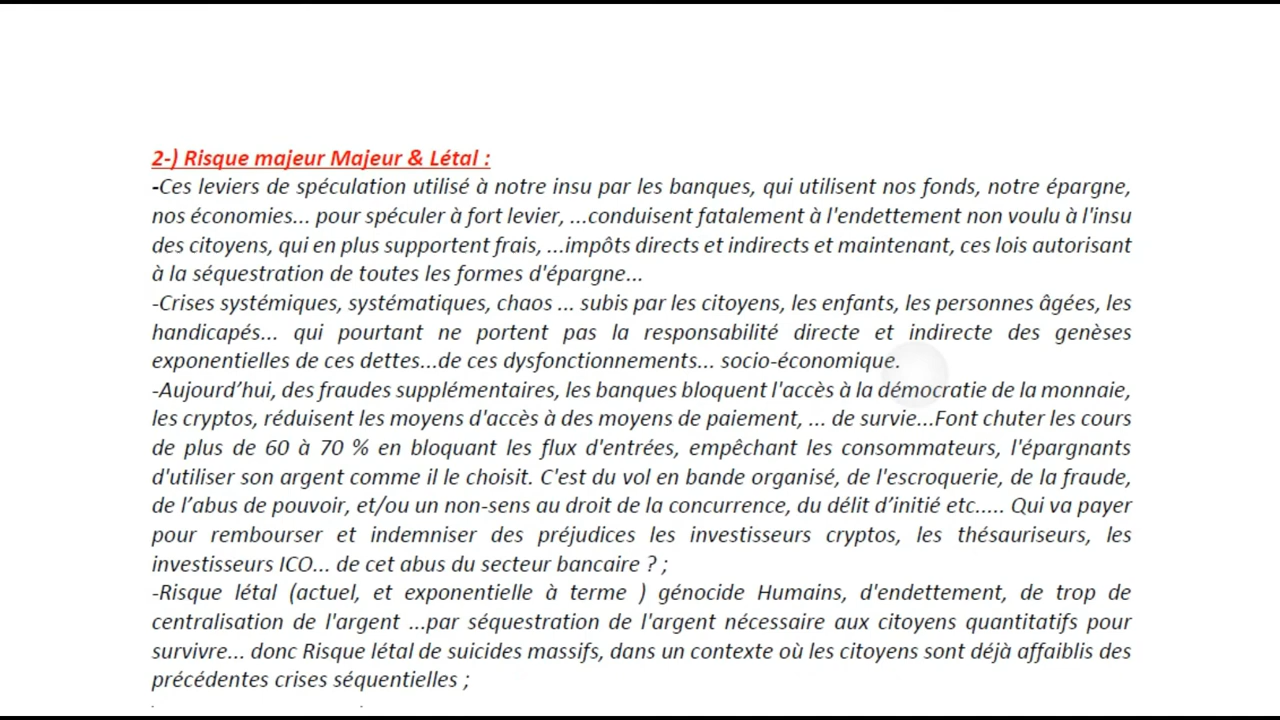 2-) Risque majeur Majeur & Létal :
-Ces leviers de spéculation utilisé à notre insu par les banques, qui utilisent nos fonds, notre épargne,
nos économies... pour spéculer à fort levier, ...conduisent fatalement à l'endettement non voulu à l'insu
des citoyens, qui en plus supportent frais, ...impôts directs et indirects et maintenant, ces lois autorisant
à la séquestration de toutes les formes d'épargne...
-Crises systémiques, systématiques, chaos ... subis par les citoyens, les enfants, les personnes âgées, les
handicapés... qui pourtant ne portent pas la responsabilité directe et indirecte des genèses
exponentielles de ces dettes...de ces dysfonctionnements... socio-économique.
-Aujourd’hui, des fraudes supplémentaires, les banques bloquent l'accès à la démocratie de la monnaie,
les cryptos, réduisent les moyens d'accès à des moyens de paiement, ... de survie...Font chuter les cours
de plus de 60 à 70 % en bloquant les flux d'entrées, empêchant les consommateurs, l'épargnants
d'utiliser son argent comme il le choisit. C'est du vol en bande organisé, de l'escroquerie, de la fraude,
de l’abus de pouvoir, et/ou un non-sens au droit de la concurrence, du délit d’initié etc..... Qui va payer
pour rembourser et indemniser des préjudices les investisseurs cryptos, les thésauriseurs, les
investisseurs ICO... de cet abus du secteur bancaire ? ;
-Risque létal (actuel, et exponentielle à terme ) génocide Humains, d'endettement, de trop de
centralisation de l'argent ...par séquestration de l'argent nécessaire aux citoyens quantitatifs pour
survivre... donc Risque létal de suicides massifs, dans un contexte où les citoyens sont déjà affaiblis des
précédentes crises séquentielles ;